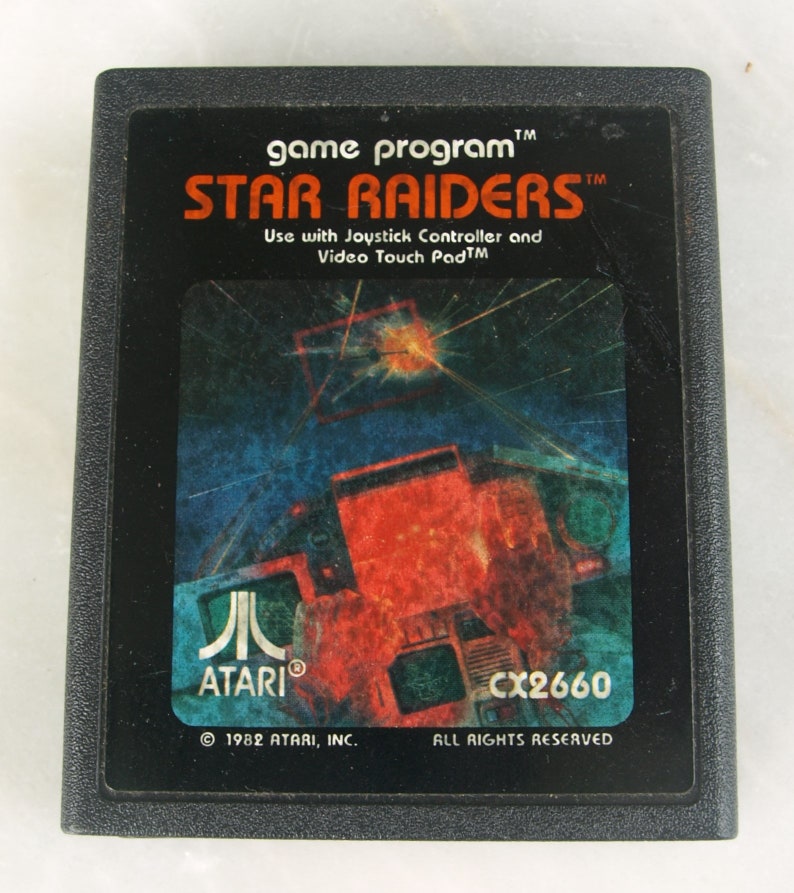 game program™
STAR RAIDERS™
Use with Joystick Controller and
Video Touch Pad™
ATARI®
CX2660
© 1982 ATARI, INC.
ALL RIGHTS RESERVED